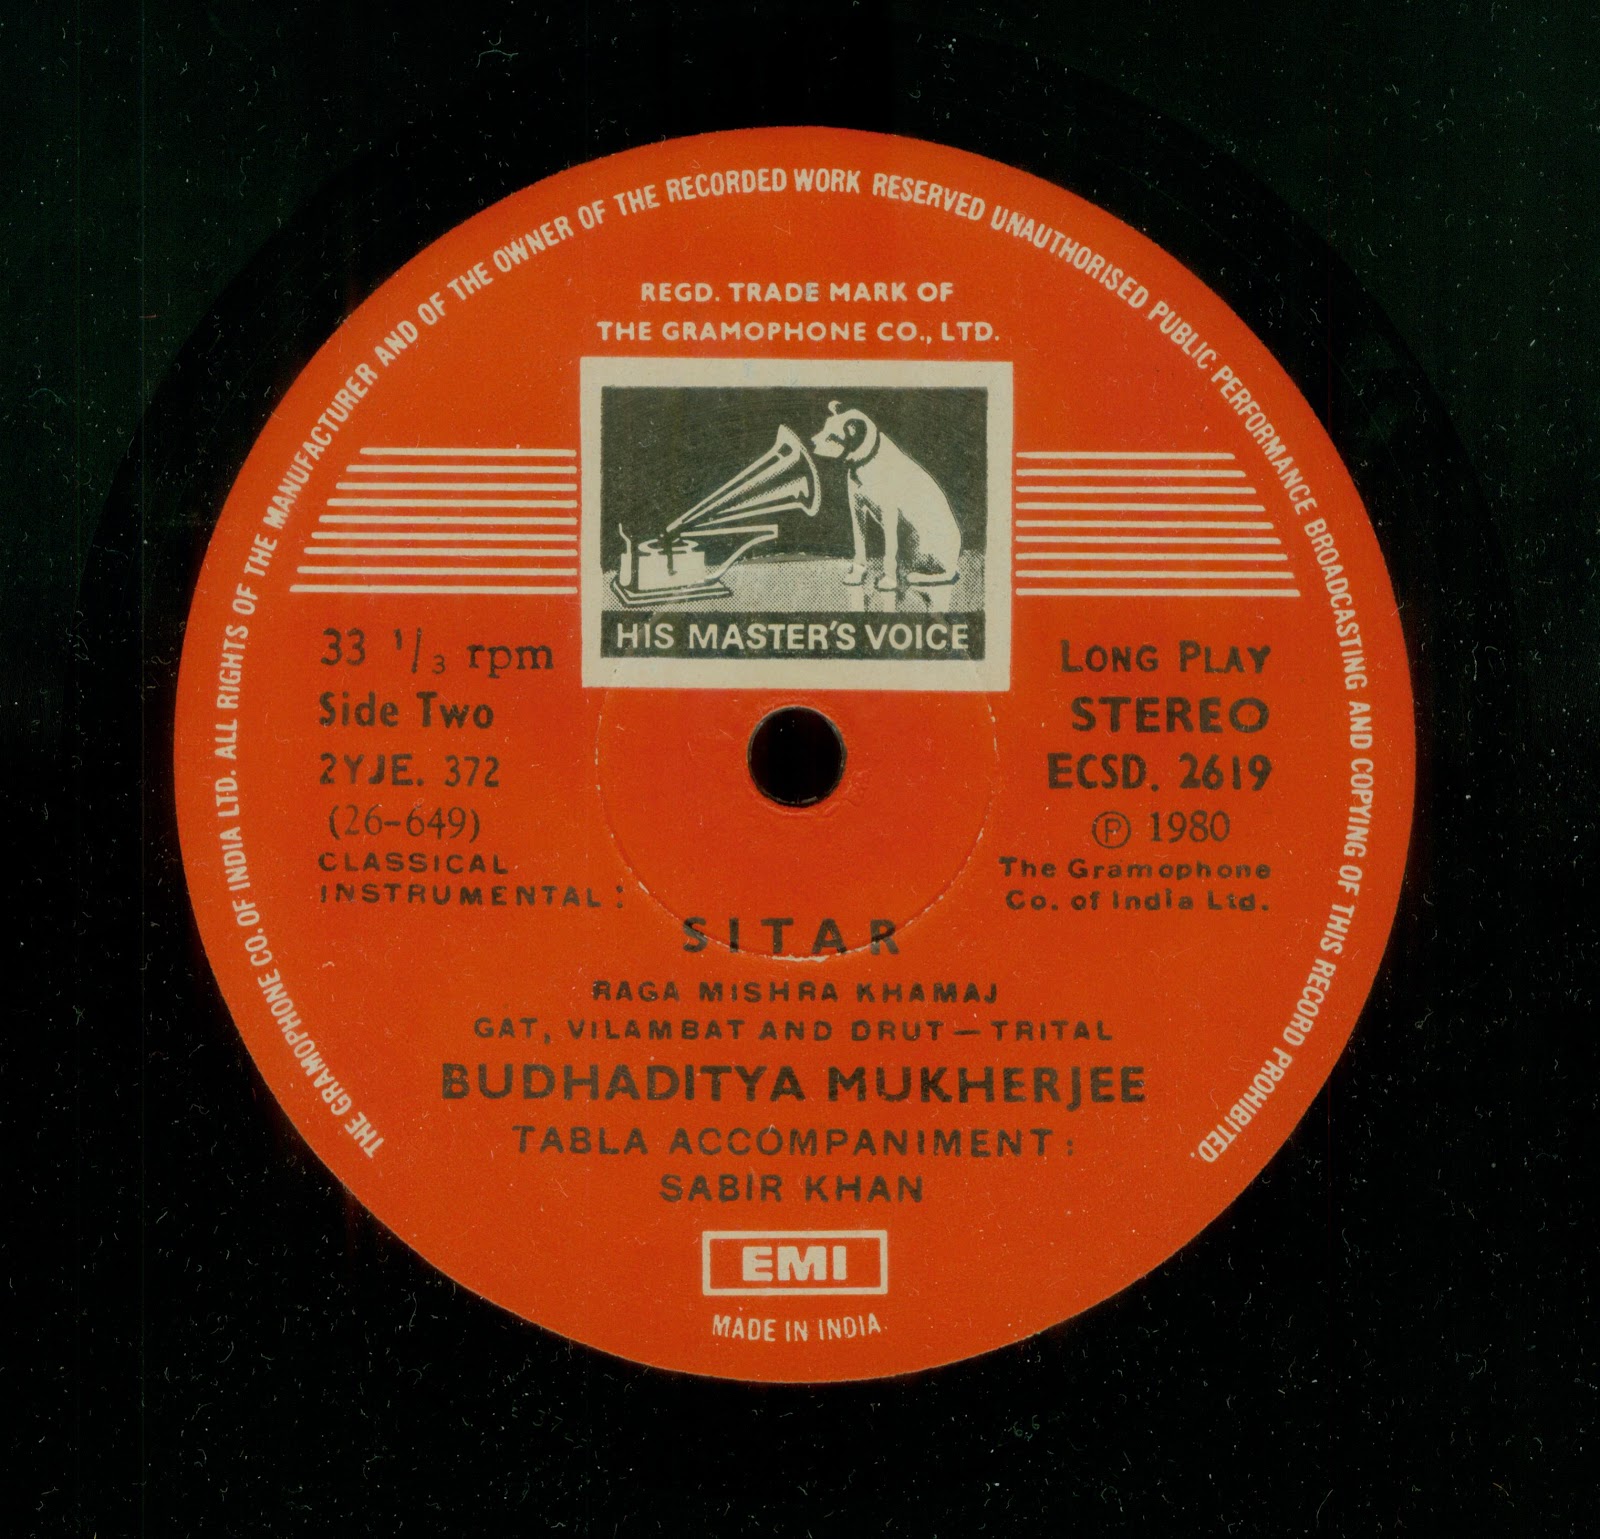 THE GRAMOPHONE CO. OF INDIA LTD. ALL RIGHTS OF THE MANUFACTURER AND OF THE OWNER OF THE RECORDED WORK RESERVED UNAUTHORISED PUBLIC PERFORMANCE BROADCASTING AND COPYING OF THIS RECORD PROHIBITED.
REGD. TRADE MARK OF
THE GRAMOPHONE CO., LTD.
HIS MASTER'S VOICE
33 1/3 rpm
Side Two
2YJE. 372
(26-649)
CLASSICAL
INSTRUMENTAL:
LONG PLAY
STEREO
ECSD. 2619
℗ 1980
The Gramophone
Co. of India Ltd.
SITAR
RAGA MISHRA KHAMAJ
GAT, VILAMBAT AND DRUT — TRITAL
BUDHADITYA MUKHERJEE
TABLA ACCOMPANIMENT:
SABIR KHAN
EMI
MADE IN INDIA